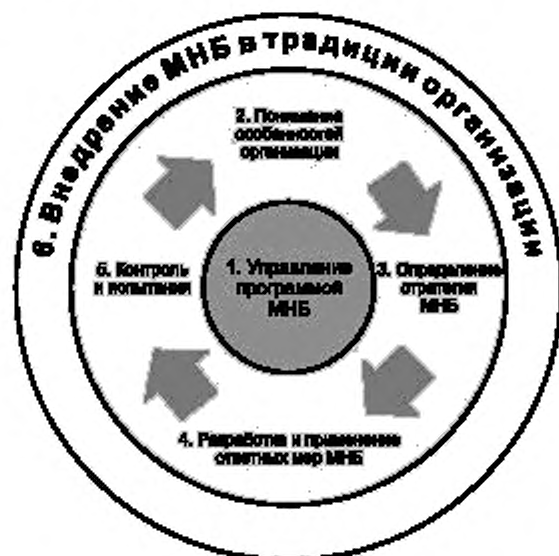 6. Внедрение МНБ в традиции организации
2. Понимание
особенностей
организации
5. Контроль
и испытания
1. Управление
программой
МНБ
3. Определение
стратегии
МНБ
4. Разработка и применение
ответных мер МНБ